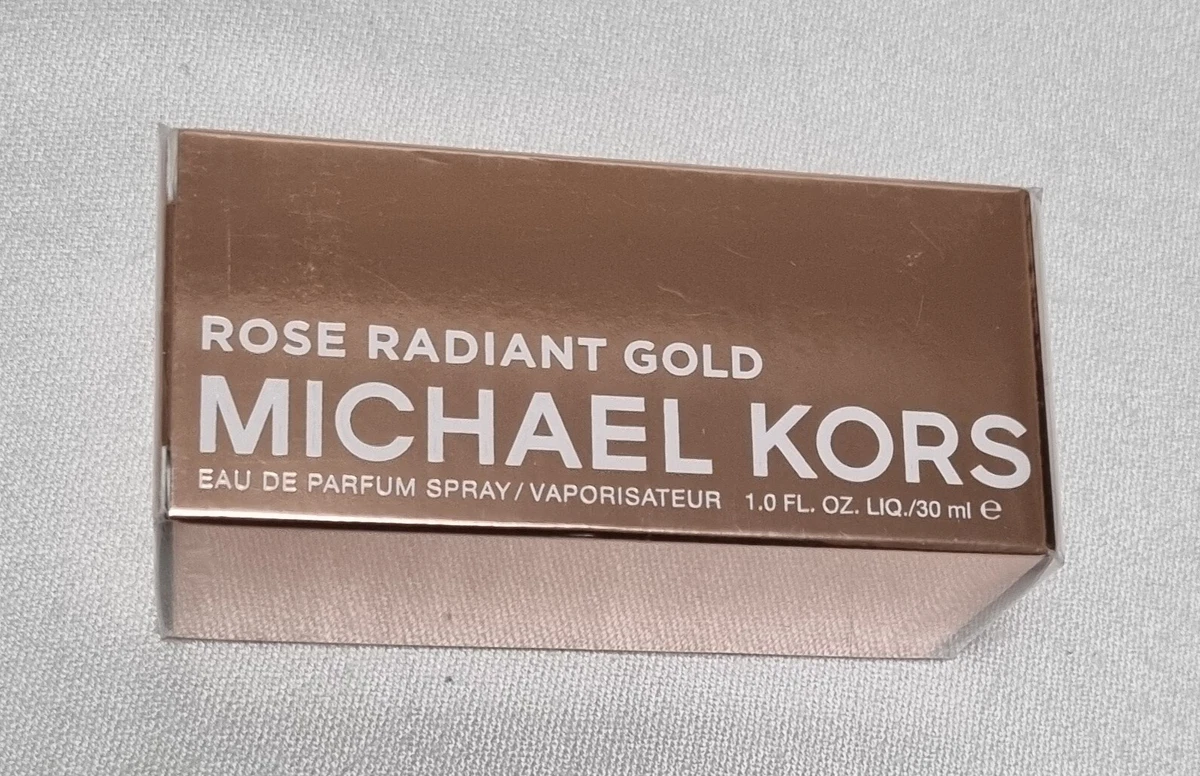 ROSE RADIANT GOLD
MICHAEL KORS
EAU DE PARFUM SPRAY/VAPORISATEUR 1.0 FL. OZ. LIQ./30 ml ℮